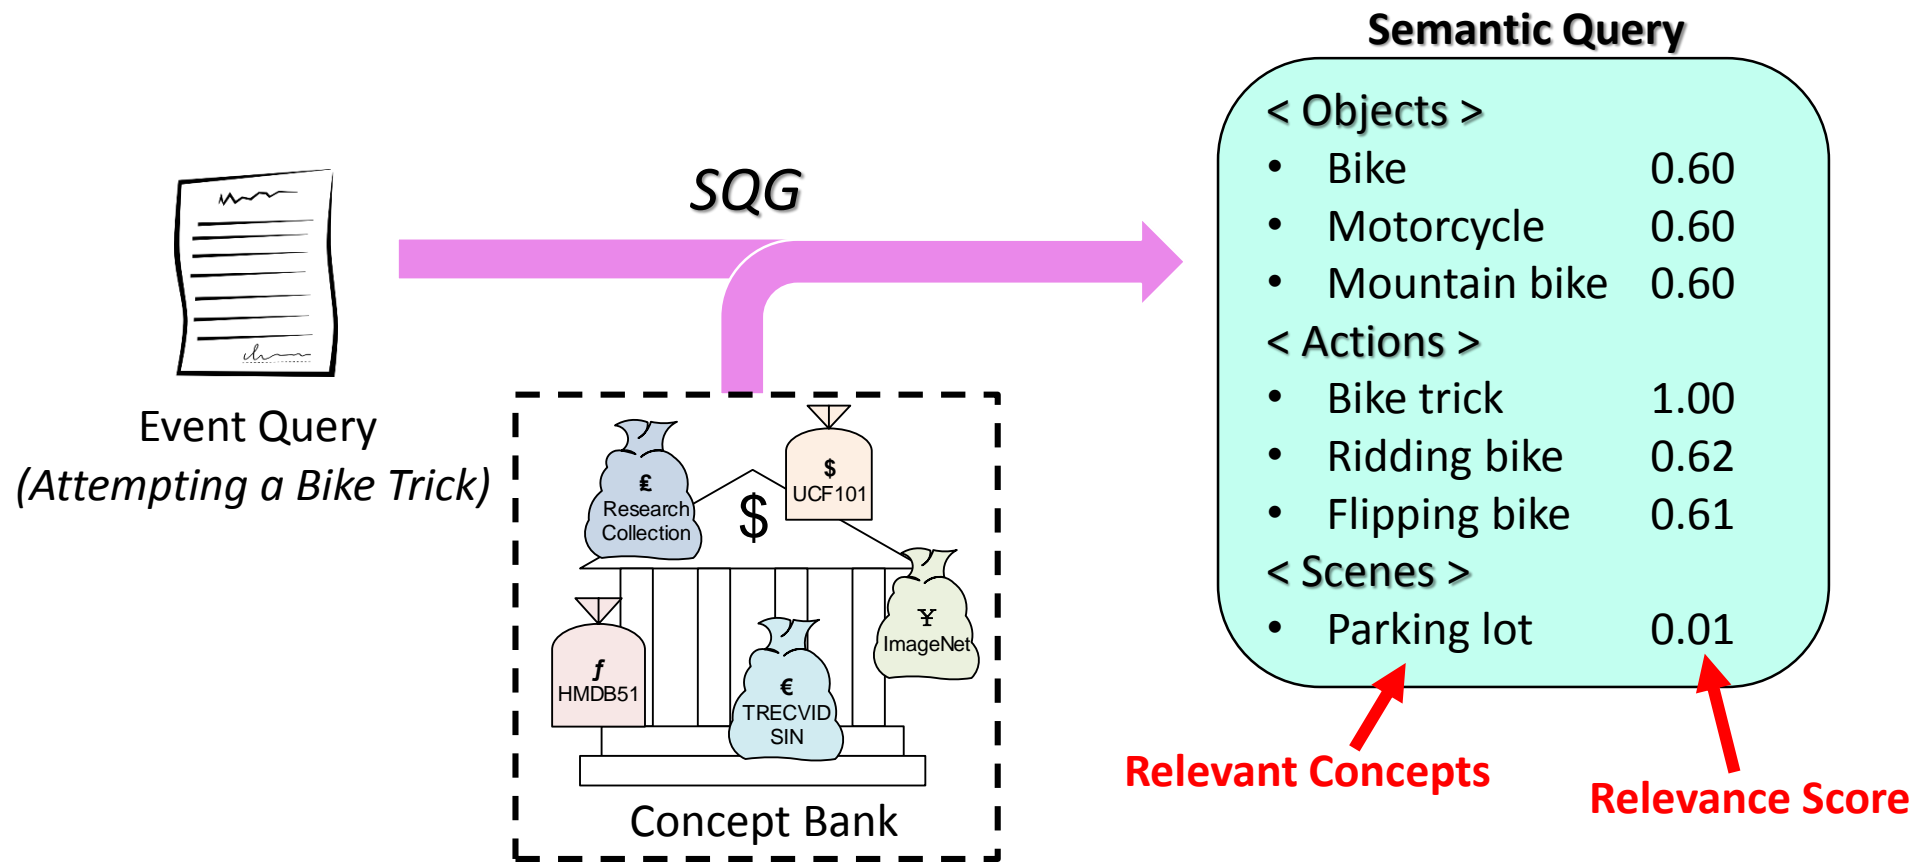 Semantic Query
< Objects >
• Bike 0.60
• Motorcycle 0.60
• Mountain bike 0.60
< Actions >
• Bike trick 1.00
• Ridding bike 0.62
• Flipping bike 0.61
< Scenes >
• Parking lot 0.01
Relevant Concepts
Relevance Score
SQG
Event Query
(Attempting a Bike Trick)
£
Research
Collection
$
$
UCF101
¥
ImageNet
ƒ
HMDB51
€
TRECVID
SIN
Concept Bank